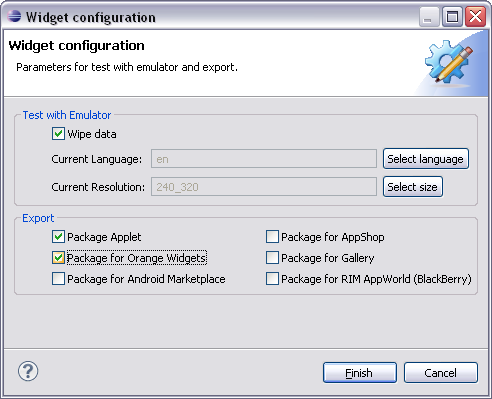 Widget configuration
Widget configuration
Parameters for test with emulator and export.
Test with Emulator
Wipe data
Current Language: en Select language
Current Resolution: 240_320 Select size
Export
Package Applet Package for AppShop
Package for Orange Widgets Package for Gallery
Package for Android Marketplace Package for RIM AppWorld (BlackBerry)
? Finish Cancel